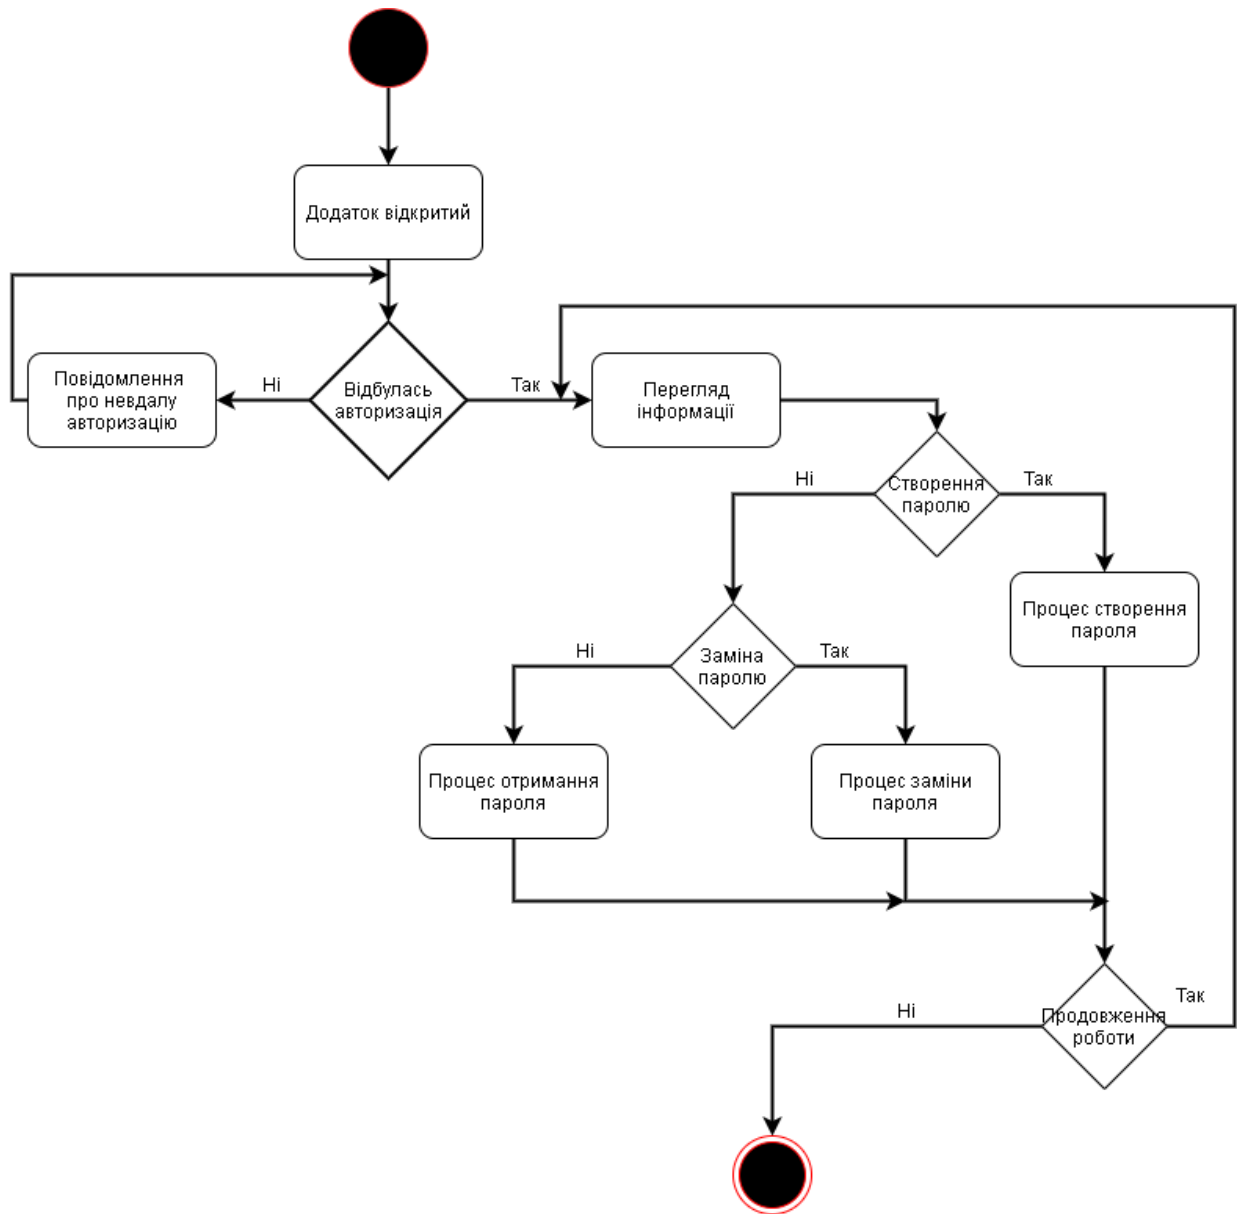 Додаток відкритий
Повідомлення
про невдалу
авторизацію
Ні
Відбулась
авторизація
Так
Перегляд
інформації
Ні
Створення
паролю
Так
Процес створення
пароля
Ні
Заміна
паролю
Так
Процес отримання
пароля
Процес заміни
пароля
Ні
Продовження
роботи
Так